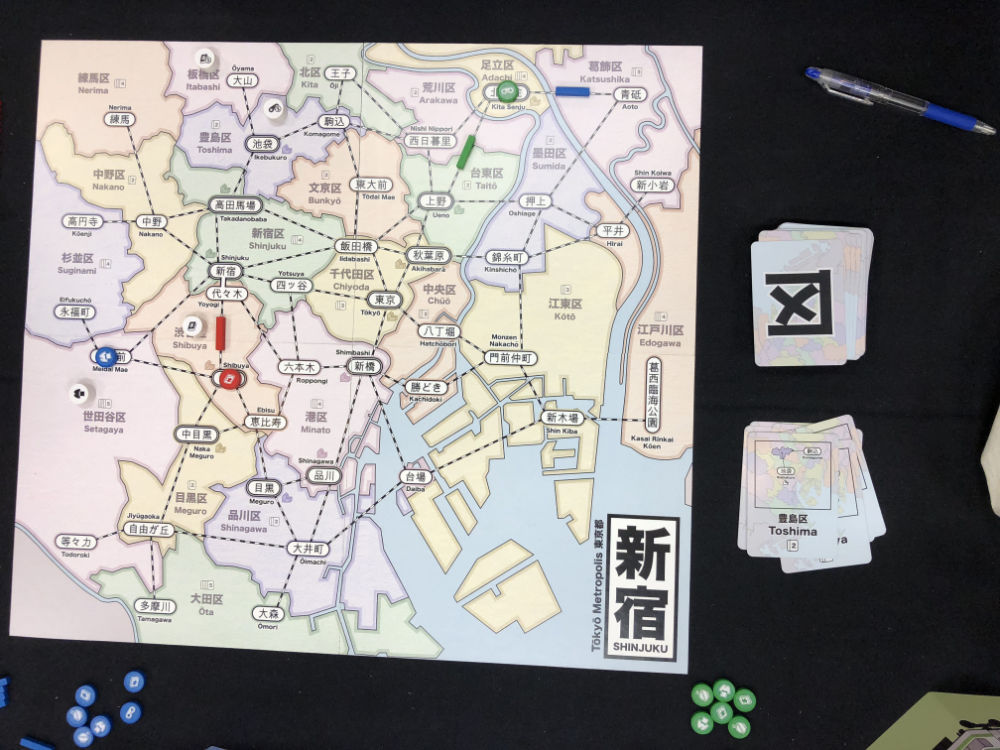 練馬区
Nerima
Nerima
練馬
板橋区
Itabashi
Ōyama
大山
北区
Kita
王子
Ōji
荒川区
Arakawa
足立区
Adachi
Kita Senju
葛飾区
Katsushika
青砥
Aoto
豊島区
Toshima
池袋
Ikebukuro
駒込
Komagome
Nishi Nippori
西日暮里
墨田区
Sumida
Shin Koiwa
新小岩
中野区
Nakano
文京区
Bunkyō
東大前
Tōdai Mae
台東区
Taitō
上野
Ueno
押上
Oshiage
平井
Hirai
高田馬場
Takadanobaba
高円寺
Kōenji
中野
Nakano
新宿区
Shinjuku
飯田橋
Iidabashi
秋葉原
Akihabara
錦糸町
Kinshichō
杉並区
Suginami
Shinjuku
新宿
Yotsuya
四ッ谷
千代田区
Chiyoda
中央区
Chūō
江東区
Kōtō
代々木
Yoyogi
東京
Tōkyō
Eifukuchō
永福町
八丁堀
Hatchobori
Monzen
Nakachō
門前仲町
江戸川区
Edogawa
Shibuya
前
Meidai Mae
Shibuya
六本木
Roppongi
Shimbashi
新橋
勝どき
Kachidoki
葛西臨海公園
Kasai Rinkai
Kōen
世田谷区
Setagaya
Ebisu
恵比寿
港区
Minato
新木場
Shin Kiba
中目黒
Naka
Meguro
Shinagawa
品川
台場
Daiba
目黒区
Meguro
目黒
Meguro
品川区
Shinagawa
Jiyūgaoka
自由が丘
大井町
Ōimachi
等々力
Todorski
大田区
Ōta
多摩川
Tamagawa
大森
Ōmori
Tōkyō Metropolis 東京都
新宿
SHINJUKU
区
駒込
池袋
豊島区
Toshima
2
ya